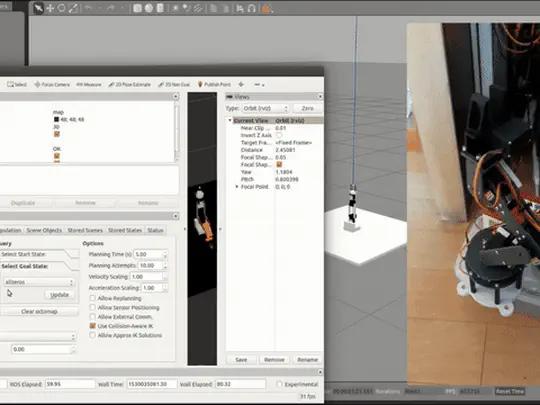 Select
Focus Camera
Measure
2D Pose Estimate
2D Nav Goal
Publish Point
Views
Type: Orbit (rviz)
Zero
Current View
Orbit (rviz)
Near Clip ...
0.01
Invert Z Axis
Target Fra...
<Fixed Frame>
Distance
2.45081
Focal Shap...
0.05
Focal Shap...
Yaw
1.1804
Pitch
0.800398
Focal Point
0; 0; 0
map
48; 48; 48
30
OK
Duplicate
Remove
Rename
Scene Objects
Stored Scenes
Stored States
Status
Select Start State:
Select Goal State:
allzeros
Update
Clear octomap
0.00
Options
Planning Time (s): 5.00
Planning Attempts: 10.00
Velocity Scaling: 1.00
Acceleration Scaling: 1.00
Allow Replanning
Allow Sensor Positioning
Allow External Comm.
Use Collision-Aware IK
Allow Approx IK Solutions
Save
Remove
Rename
ROS Elapsed: 59.95
Wall Time: 1530035081.30
Wall Elapsed: 80.32
Experimental
31 fps
Iterations:
FPS:
Reset Time